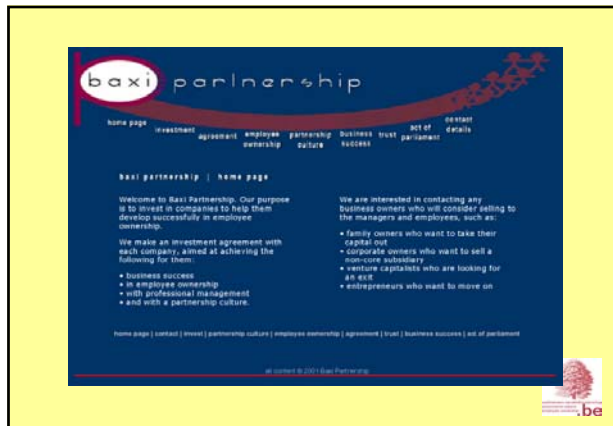 baxi partnership
home page
investment
agreement
employee
ownership
partnership
culture
business
success
trust
act of
parliament
contact
details
baxi partnership | home page
Welcome to Baxi Partnership. Our purpose
is to invest in companies to help them
develop successfully in employee
ownership.
We make an investment agreement with
each company, aimed at achieving the
following for them:
• business success
• in employee ownership
• with professional management
• and with a partnership culture.
We are interested in contacting any
business owners who will consider selling to
the managers and employees, such as:
• family owners who want to take their
capital out
• corporate owners who want to sell a
non-core subsidiary
• venture capitalists who are looking for
an exit
• entrepreneurs who want to move on
home page | contact | invest | partnership culture | employee ownership | agreement | trust | business success | act of parliament
all content © 2001 Baxi Partnership
.be